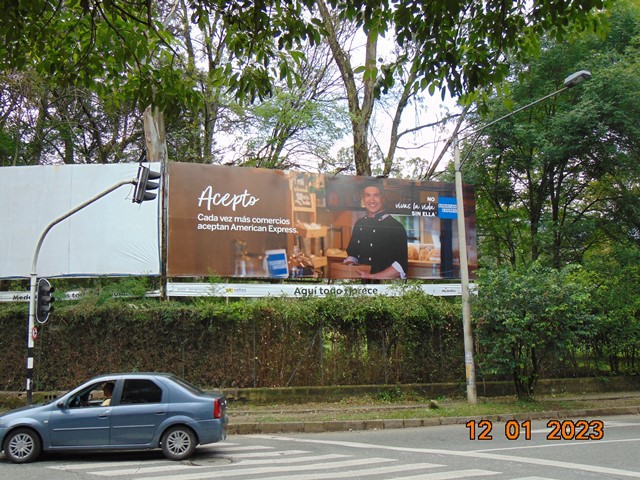 Acepto
Cada vez más comercios
aceptan American Express.
NO
vivas la vida
SIN ELLA
Aquí todo florece
12 01 2023